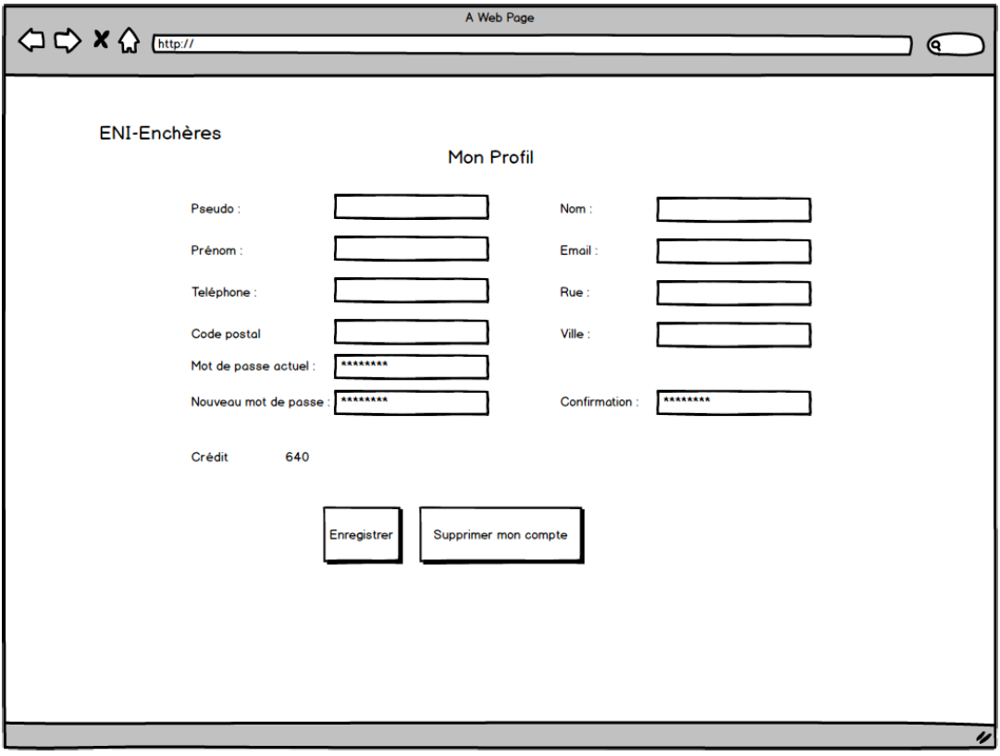 A Web Page
http://
ENI-Enchères
Mon Profil
Pseudo :
Nom :
Prénom :
Email :
Teléphone :
Rue :
Code postal
Ville :
Mot de passe actuel : ********
Nouveau mot de passe : ********
Confirmation : ********
Crédit 640
Enregistrer
Supprimer mon compte